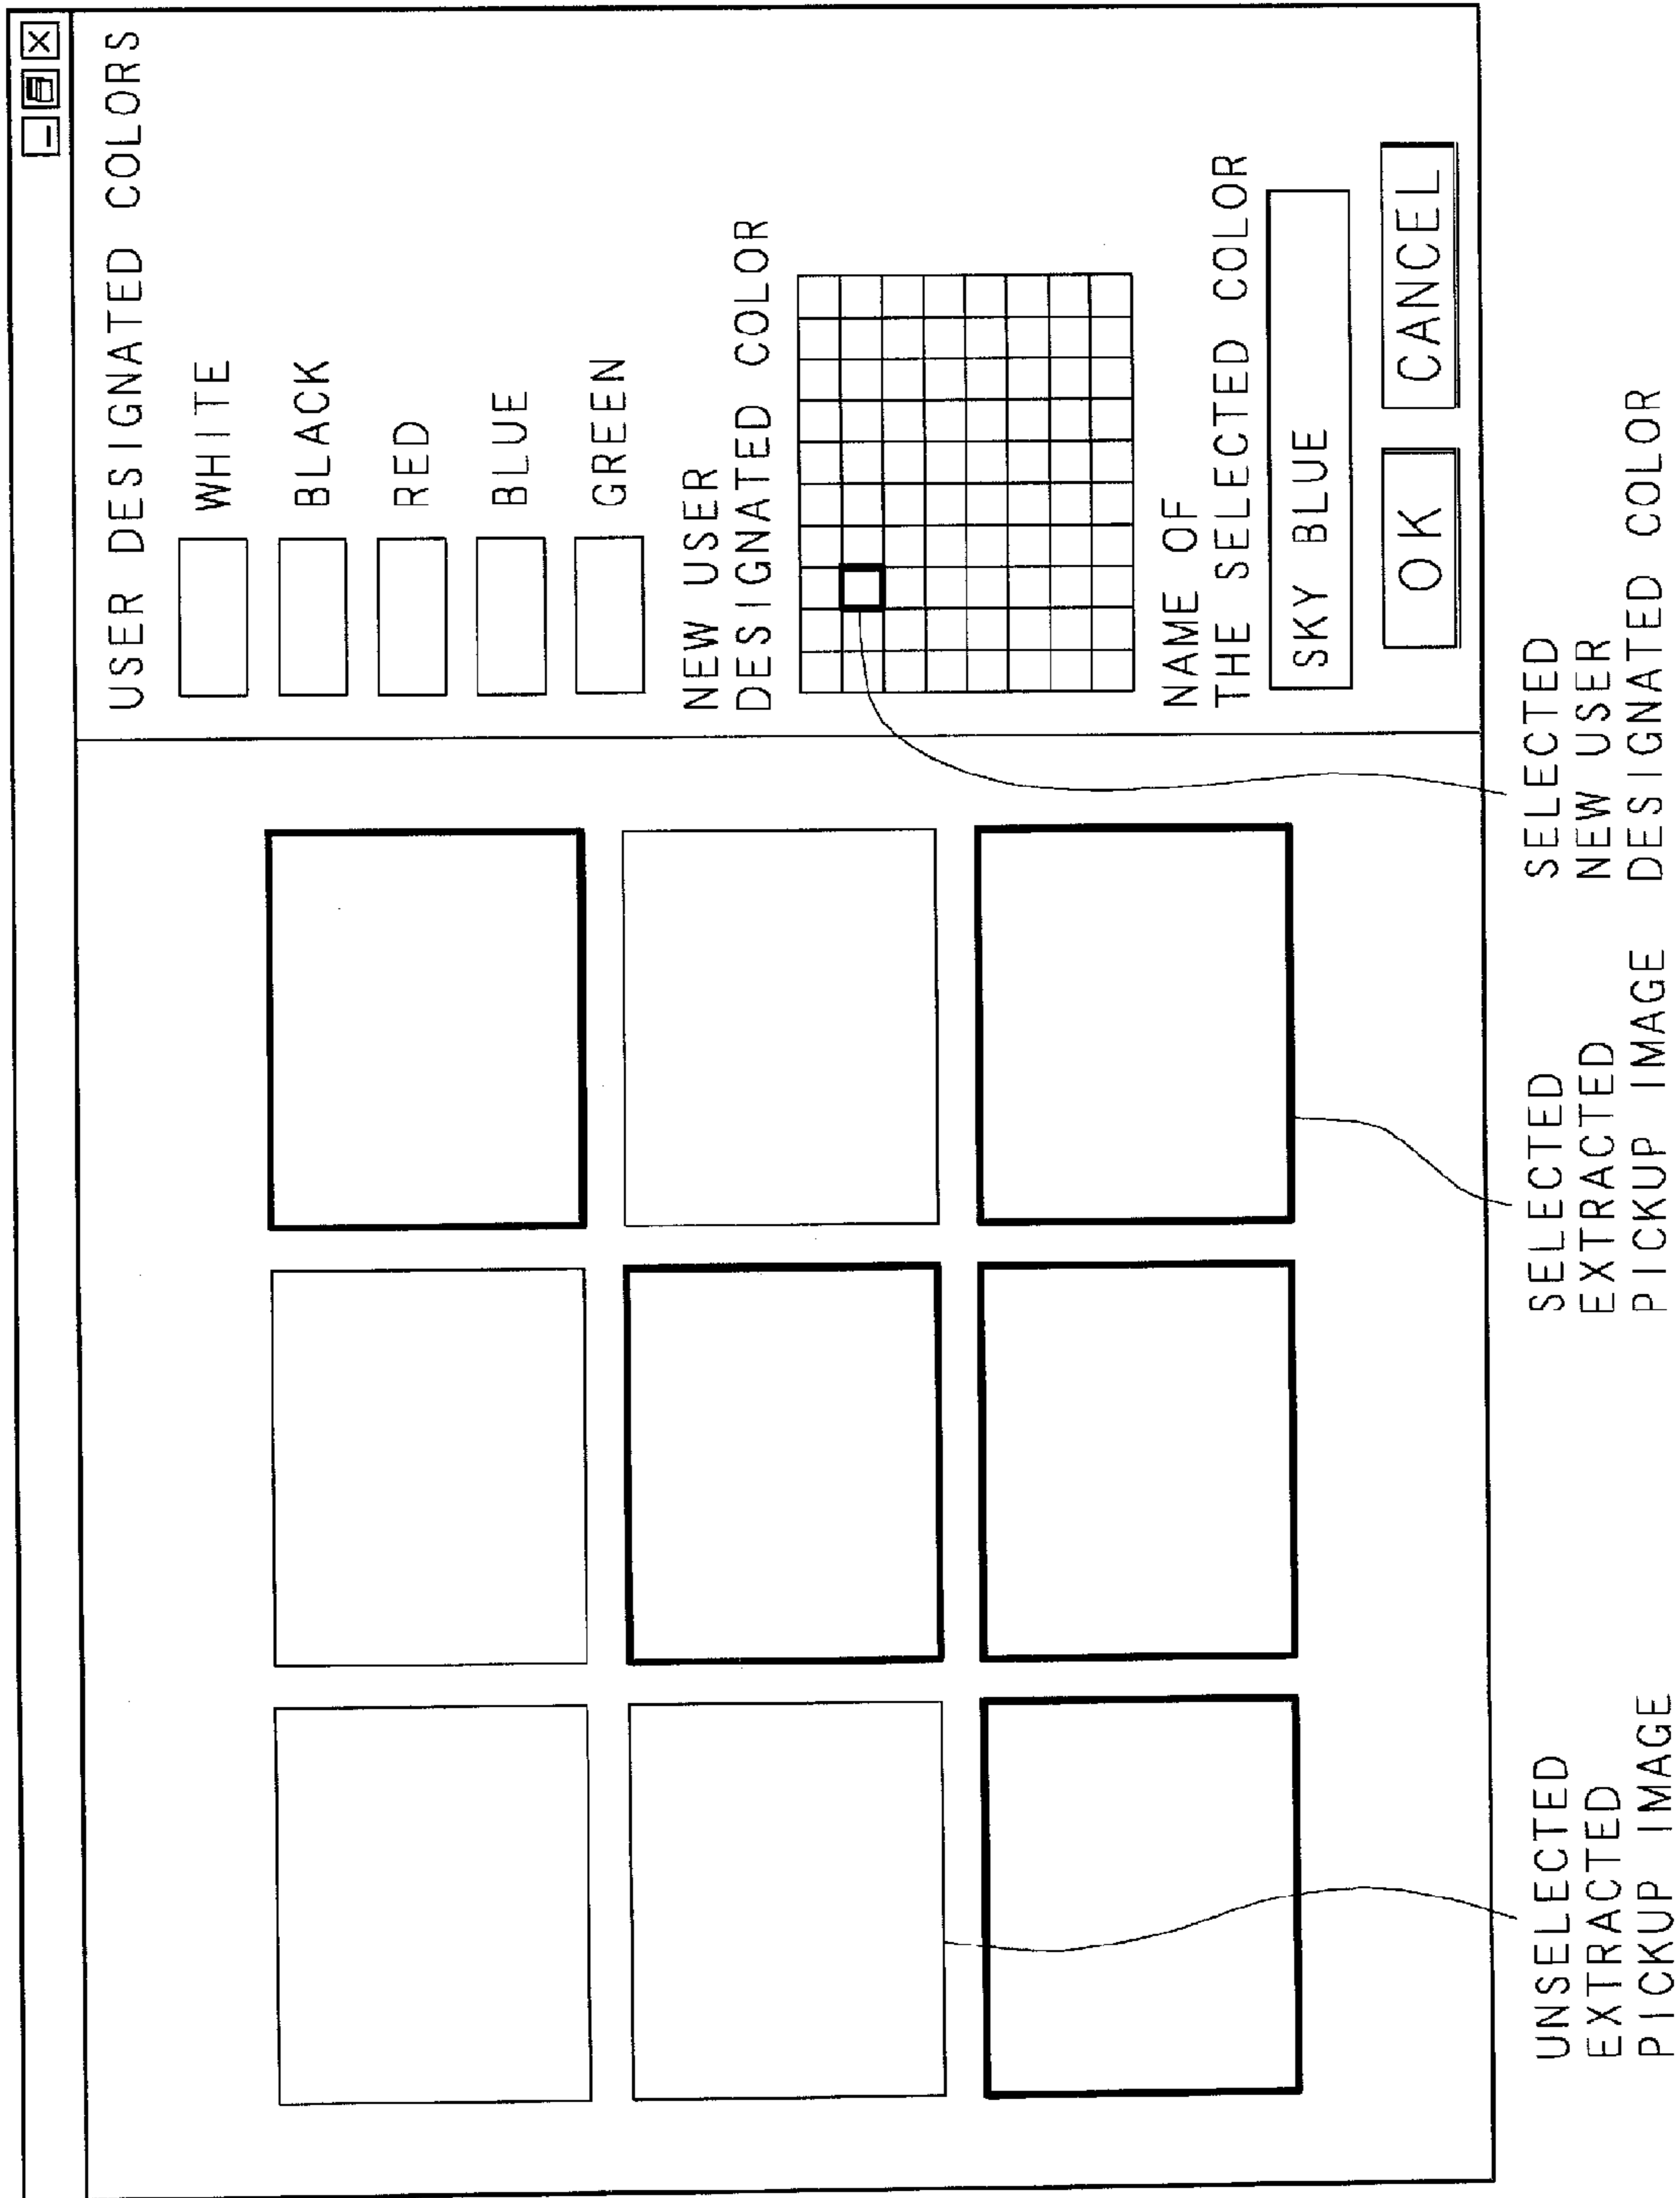 USER DESIGNATED COLORS
WHITE
BLACK
RED
BLUE
GREEN
NEW USER
DESIGNATED COLOR
NAME OF
THE SELECTED COLOR
SKY BLUE
OK
CANCEL
UNSELECTED
EXTRACTED
PICKUP IMAGE
SELECTED
EXTRACTED
PICKUP IMAGE
SELECTED
NEW USER
DESIGNATED COLOR